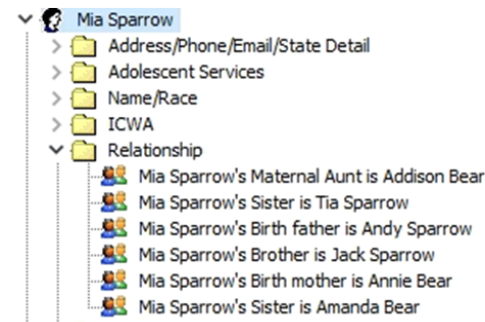 Mia Sparrow
Address/Phone/Email/State Detail
Adolescent Services
Name/Race
ICWA
Relationship
Mia Sparrow's Maternal Aunt is Addison Bear
Mia Sparrow's Sister is Tia Sparrow
Mia Sparrow's Birth father is Andy Sparrow
Mia Sparrow's Brother is Jack Sparrow
Mia Sparrow's Birth mother is Annie Bear
Mia Sparrow's Sister is Amanda Bear